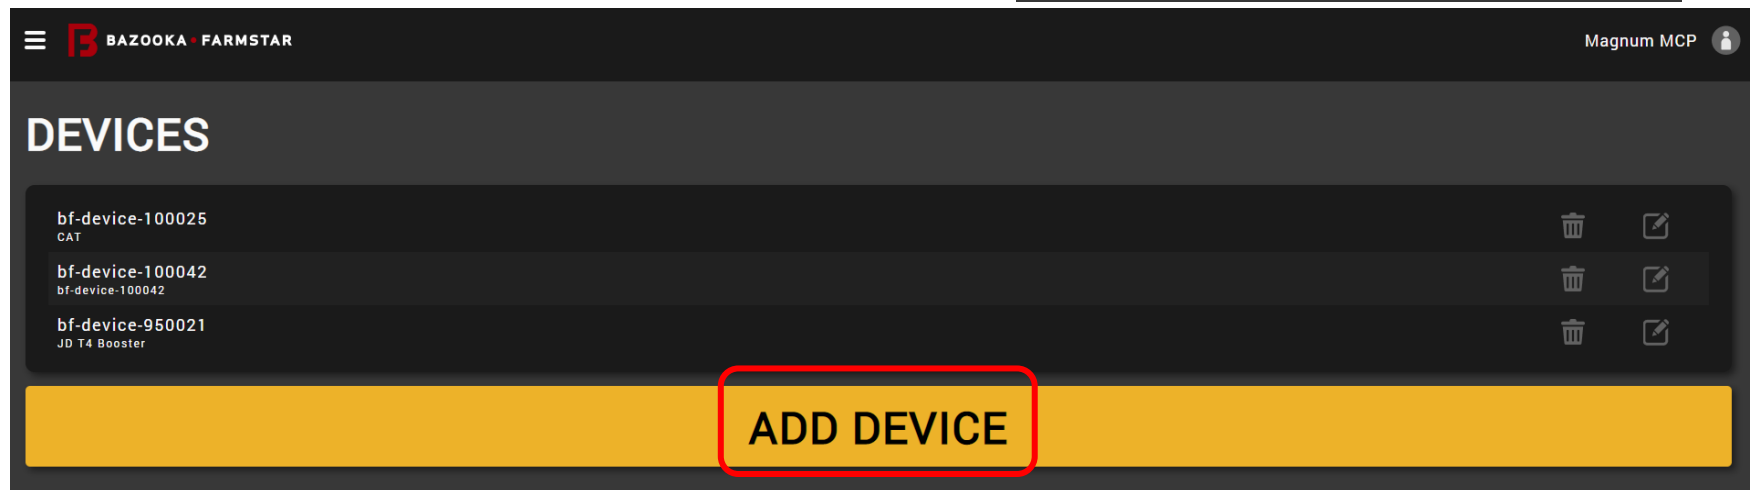 BAZOOKA • FARMSTAR
Magnum MCP
DEVICES
bf-device-100025
CAT
bf-device-100042
bf-device-100042
bf-device-950021
JD T4 Booster
ADD DEVICE